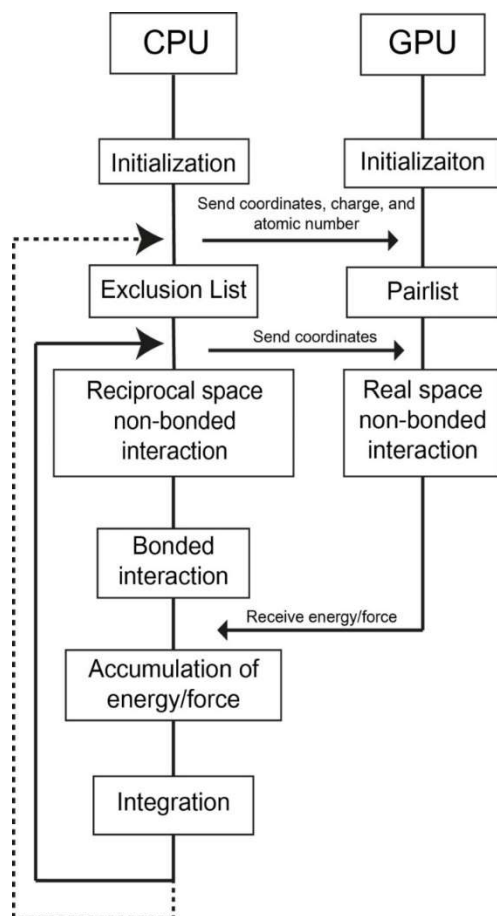 CPU
GPU
Initialization
Initializaiton
Send coordinates, charge, and
atomic number
Exclusion List
Pairlist
Send coordinates
Reciprocal space
non-bonded
interaction
Real space
non-bonded
interaction
Bonded
interaction
Receive energy/force
Accumulation of
energy/force
Integration